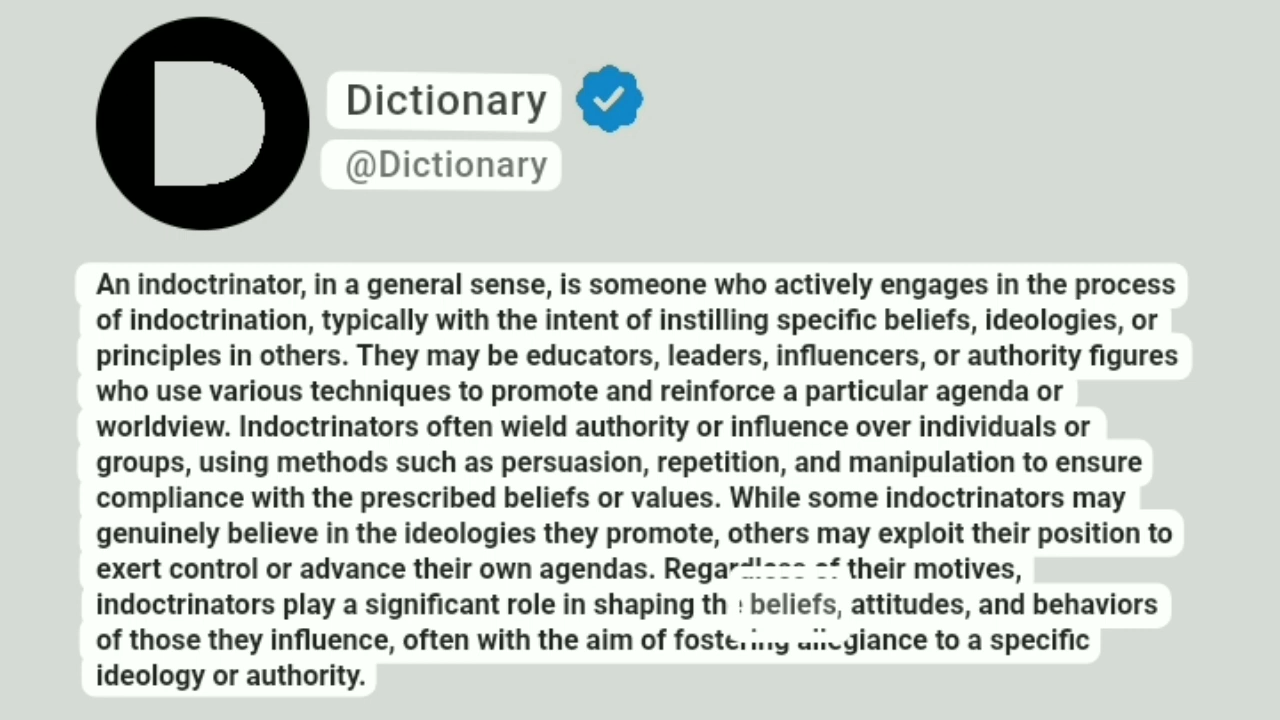 D
Dictionary
@Dictionary
An indoctrinator, in a general sense, is someone who actively engages in the process
of indoctrination, typically with the intent of instilling specific beliefs, ideologies, or
principles in others. They may be educators, leaders, influencers, or authority figures
who use various techniques to promote and reinforce a particular agenda or
worldview. Indoctrinators often wield authority or influence over individuals or
groups, using methods such as persuasion, repetition, and manipulation to ensure
compliance with the prescribed beliefs or values. While some indoctrinators may
genuinely believe in the ideologies they promote, others may exploit their position to
exert control or advance their own agendas. Regardless of their motives,
indoctrinators play a significant role in shaping the beliefs, attitudes, and behaviors
of those they influence, often with the aim of fostering allegiance to a specific
ideology or authority.